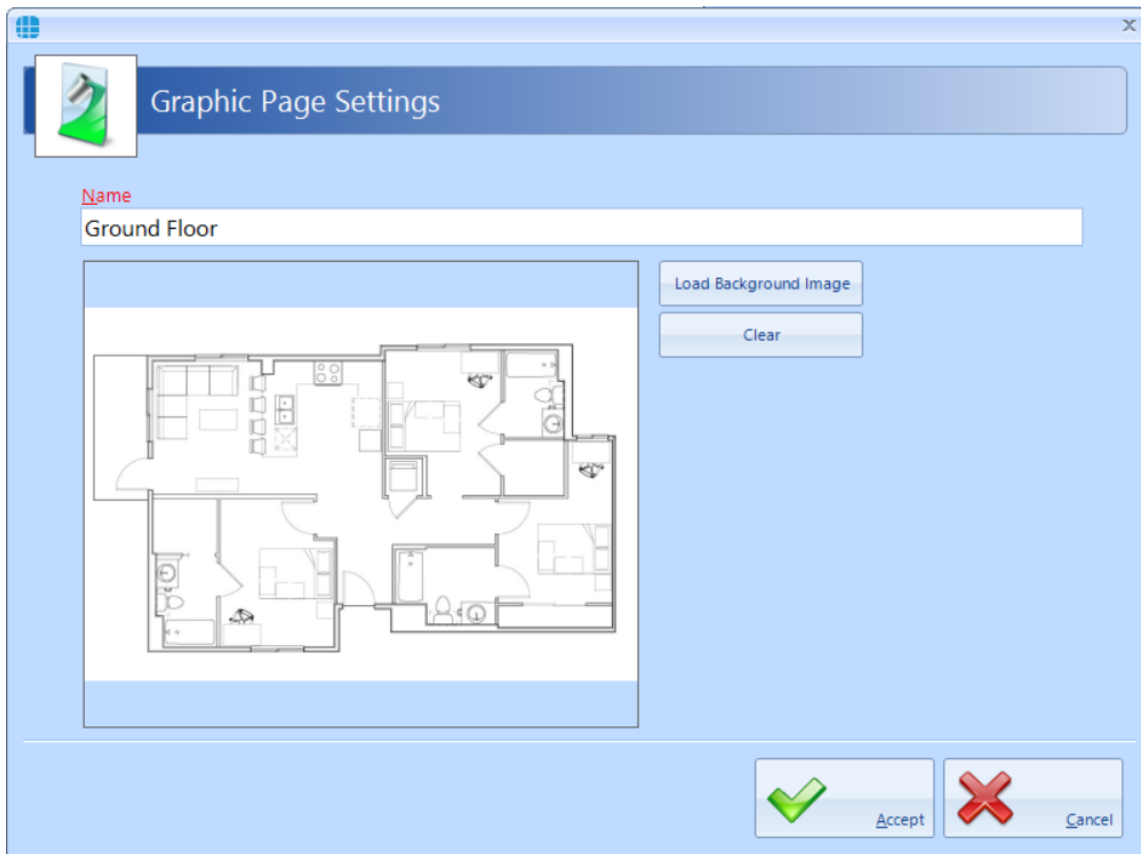 x
Graphic Page Settings
Name
Ground Floor
Load Background Image
Clear
Accept
Cancel